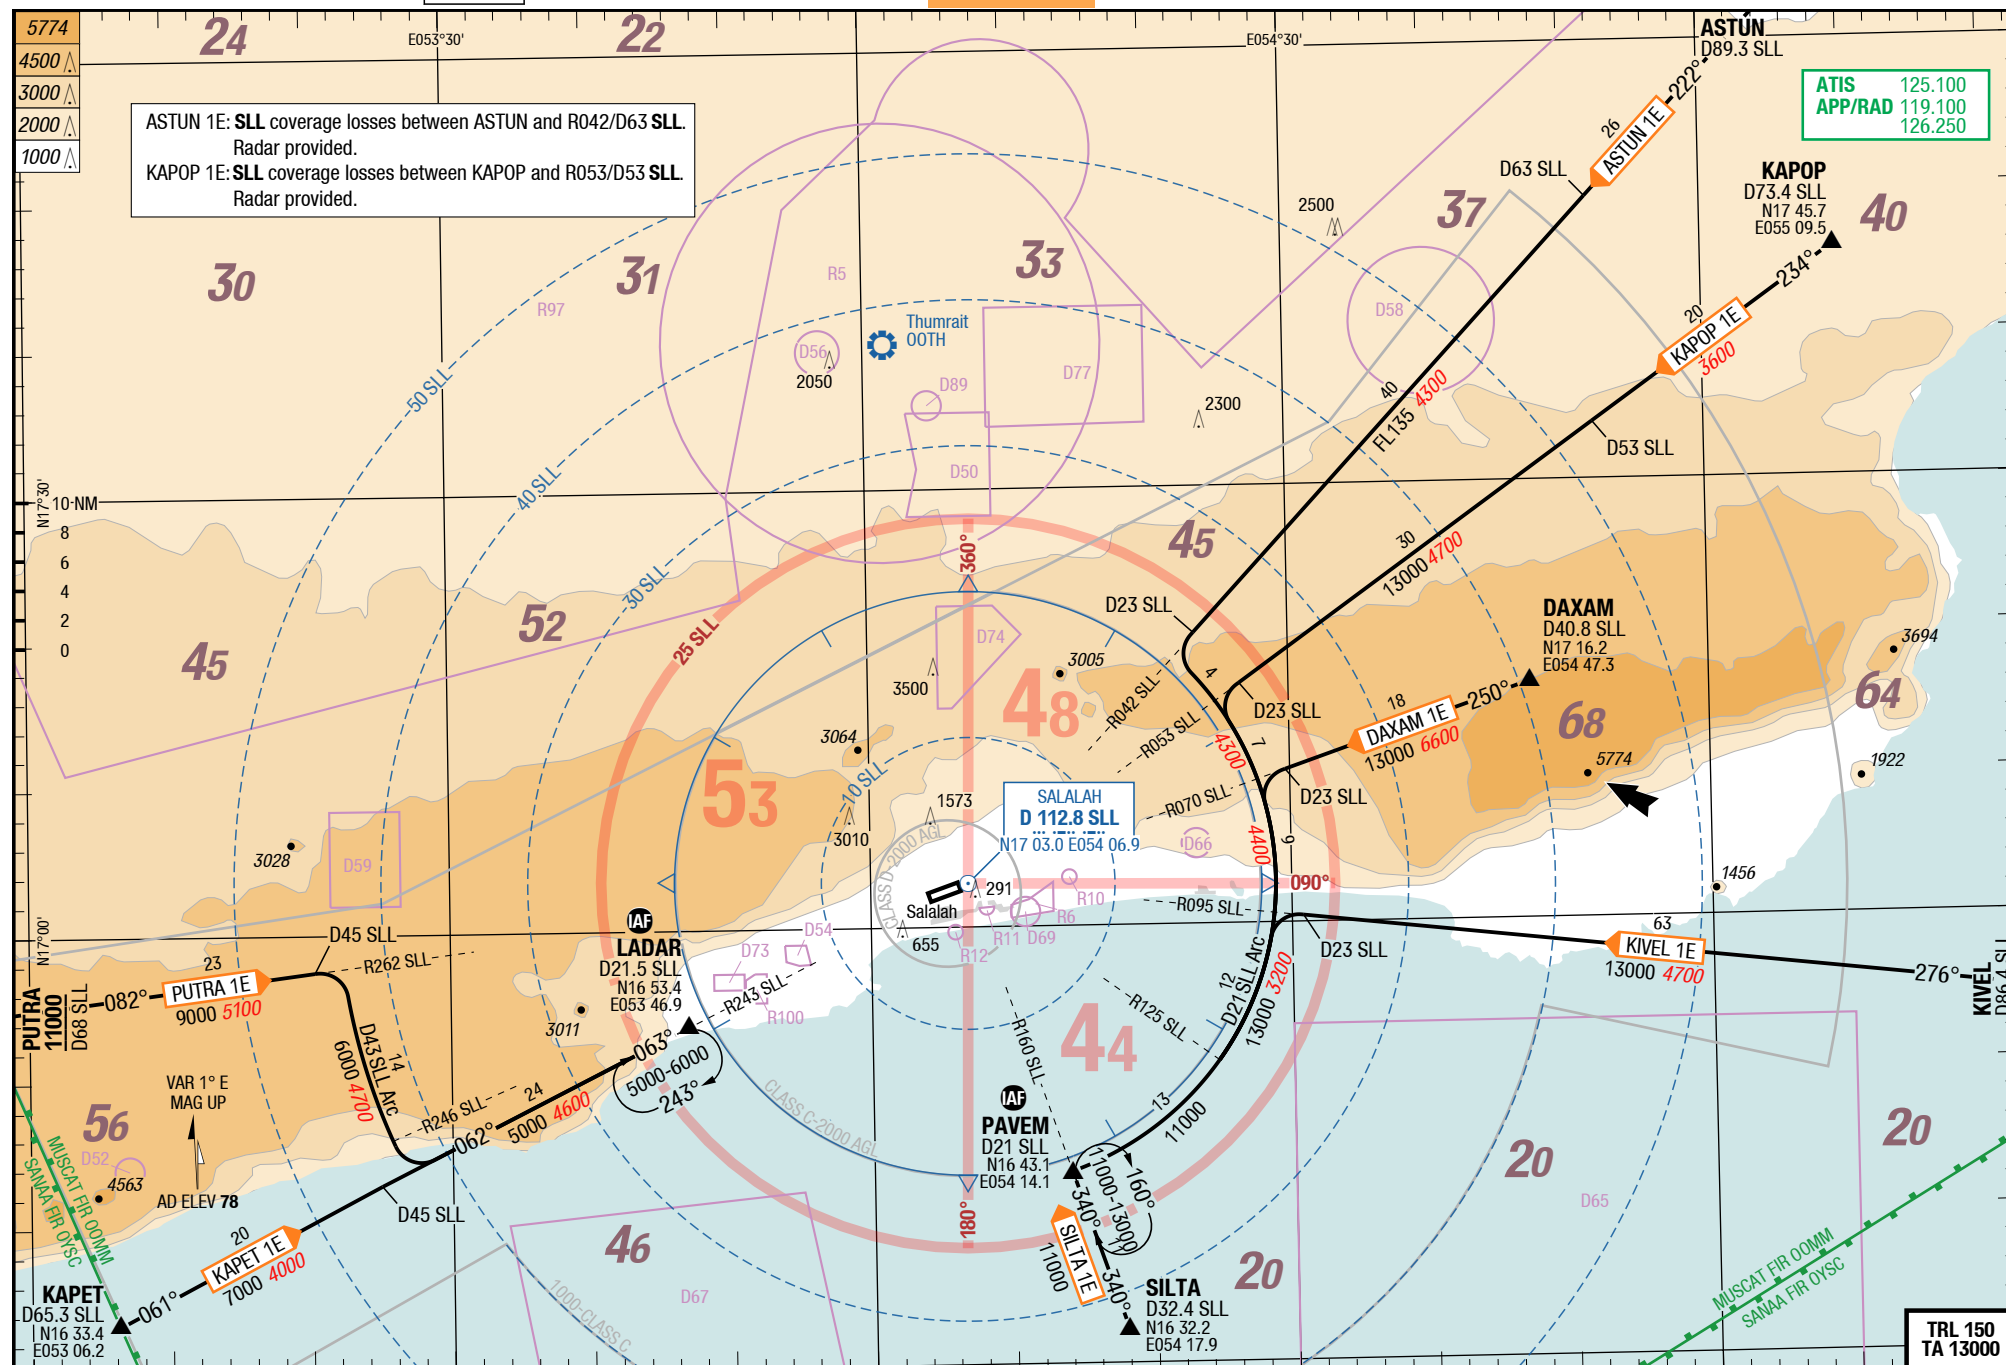 5774
4500
3000
2000
1000
24
22
E053°30'
E054°30'
ASTUN
D89.3 SLL
222°
ATIS 125.100
APP/RAD 119.100
126.250
ASTUN 1E: SLL coverage losses between ASTUN and R042/D63 SLL.
Radar provided.
KAPOP 1E: SLL coverage losses between KAPOP and R053/D53 SLL.
Radar provided.
26
ASTUN 1E
D63 SLL
KAPOP
D73.4 SLL
N17 45.7
E055 09.5
40
37
2500
234°
30
31
33
R5
R97
D58
Thumrait
OOTH
D56
2050
D89
D77
2300
20
KAPOP 1E
3600
50 SLL
40
FL135 4300
D53 SLL
D50
40 SLL
N17°30'
10 NM
8
6
4
2
0
45
30
13000 4700
360°
30 SLL
52
45
25 SLL
D23 SLL
DAXAM
D40.8 SLL
N17 16.2
E054 47.3
3694
D74
3005
3500
48
R042 SLL
4
D23 SLL
18
DAXAM 1E
250°
13000 6600
68
64
R053 SLL
7
4300
3064
5774
1922
53
10 SLL
SALALAH
D 112.8 SLL
N17 03.0 E054 06.9
R070 SLL
D23 SLL
1573
3010
CLASS D-2000 AGL
D66
4400
9
3028
D59
291
Salalah
R10
R6
090°
1456
R095 SLL
655
R12
R11
D69
D23 SLL
63
KIVEL 1E
13000 4700
276°
KIVEL
D86.4 SLL
N17°00'
IAF
LADAR
D21.5 SLL
N16 53.4
E053 46.9
D73
D54
R100
D45 SLL
R262 SLL
23
PUTRA 1E
9000 5100
082°
PUTRA
11000
D68 SLL
R243 SLL
3011
063°
5000-6000
243°
R160 SLL
R125 SLL
12
D21 SLL Arc
13000 3200
44
14
D43 SLL Arc
6000 4700
VAR 1° E
MAG UP
AD ELEV 78
56
D52
4563
R246 SLL
062°
24
5000 4600
CLASS C-2000 AGL
IAF
PAVEM
D21 SLL
N16 43.1
E054 14.1
13
11000
160°
11000-13000
340°
MUSCAT FIR OOMM
SANAA FIR OYSC
D45 SLL
20
KAPET 1E
7000 4000
061°
KAPET
D65.3 SLL
N16 33.4
E053 06.2
180°
46
D67
1000-CLASS C
SILTA 1E
11000
340°
SILTA
D32.4 SLL
N16 32.2
E054 17.9
20
20
20
D65
MUSCAT FIR OOMM
SANAA FIR OYSC
TRL 150
TA 13000